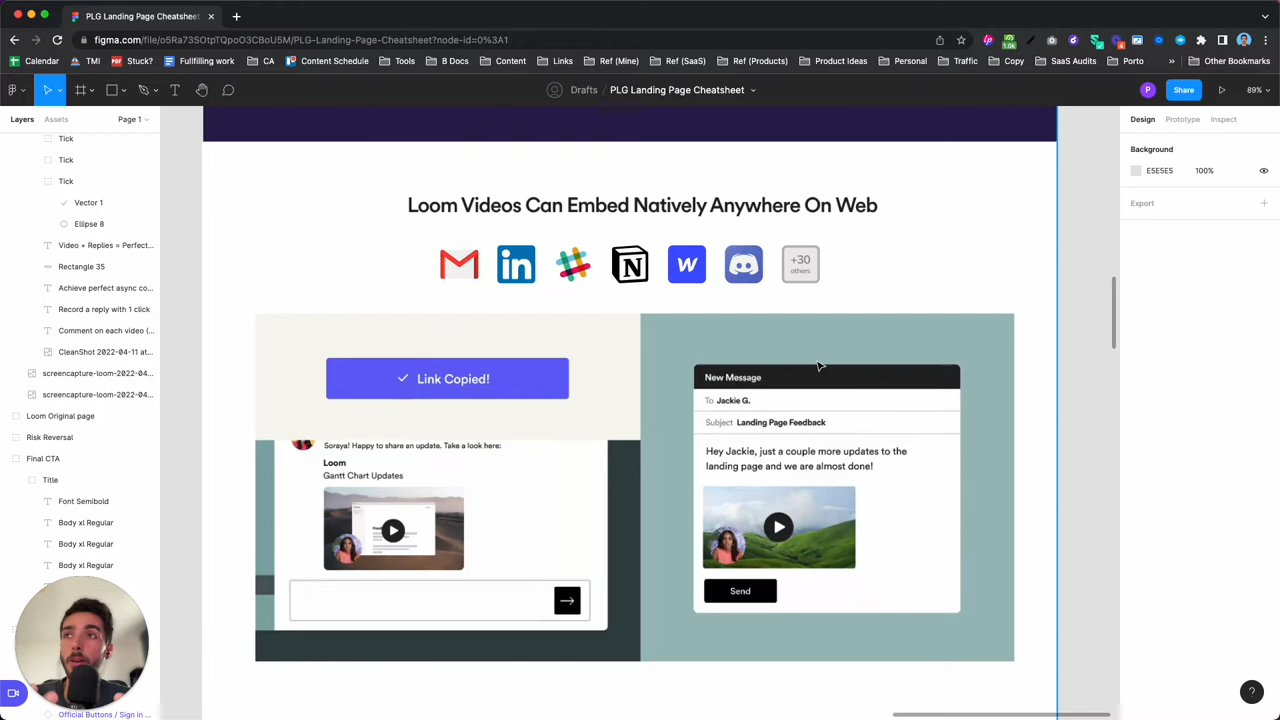 PLG Landing Page Cheatsheet
figma.com/file/o5Ra73SOtpTQpoO3CBoU5M/PLG-Landing-Page-Cheatsheet?node-id=0%3A1
1.0k
Calendar
TMI
Stuck?
Fulfilling work
CA
Content Schedule
Tools
B Docs
Content
Links
Ref (Mine)
Ref (SaaS)
Ref (Product)
Product Ideas
Personal
Traffic
Copy
SaaS Audits
Other Bookmarks
Drafts / PLG Landing Page Cheatsheet
P
Share
89%
Layers
Assets
Page 1
Design
Prototype
Inspect
Background
E5E5E5
100%
Export
Tick
Tick
Tick
Vector 1
Ellipse 8
Video + Replies = Perfect...
Rectangle 35
Achieve perfect async co...
Record a reply with 1 click
Comment on each video (...
CleanShot 2022-04-11 at...
screencapture-loom-2022-04...
screencapture-loom-2022-04...
Loom Original page
Risk Reversal
Final CTA
Title
Font Semibold
Body xl Regular
Body xl Regular
Body xl Regular
Official Buttons / Sign in ...
Loom Videos Can Embed Natively Anywhere On Web
in
N
w
+30
others
Link Copied!
Soraya! Happy to share an update. Take a look here:
Loom
Gantt Chart Updates
New Message
To Jackie G.
Subject Landing Page Feedback
Hey Jackie, just a couple more updates to the
landing page and we are almost done!
Send
?